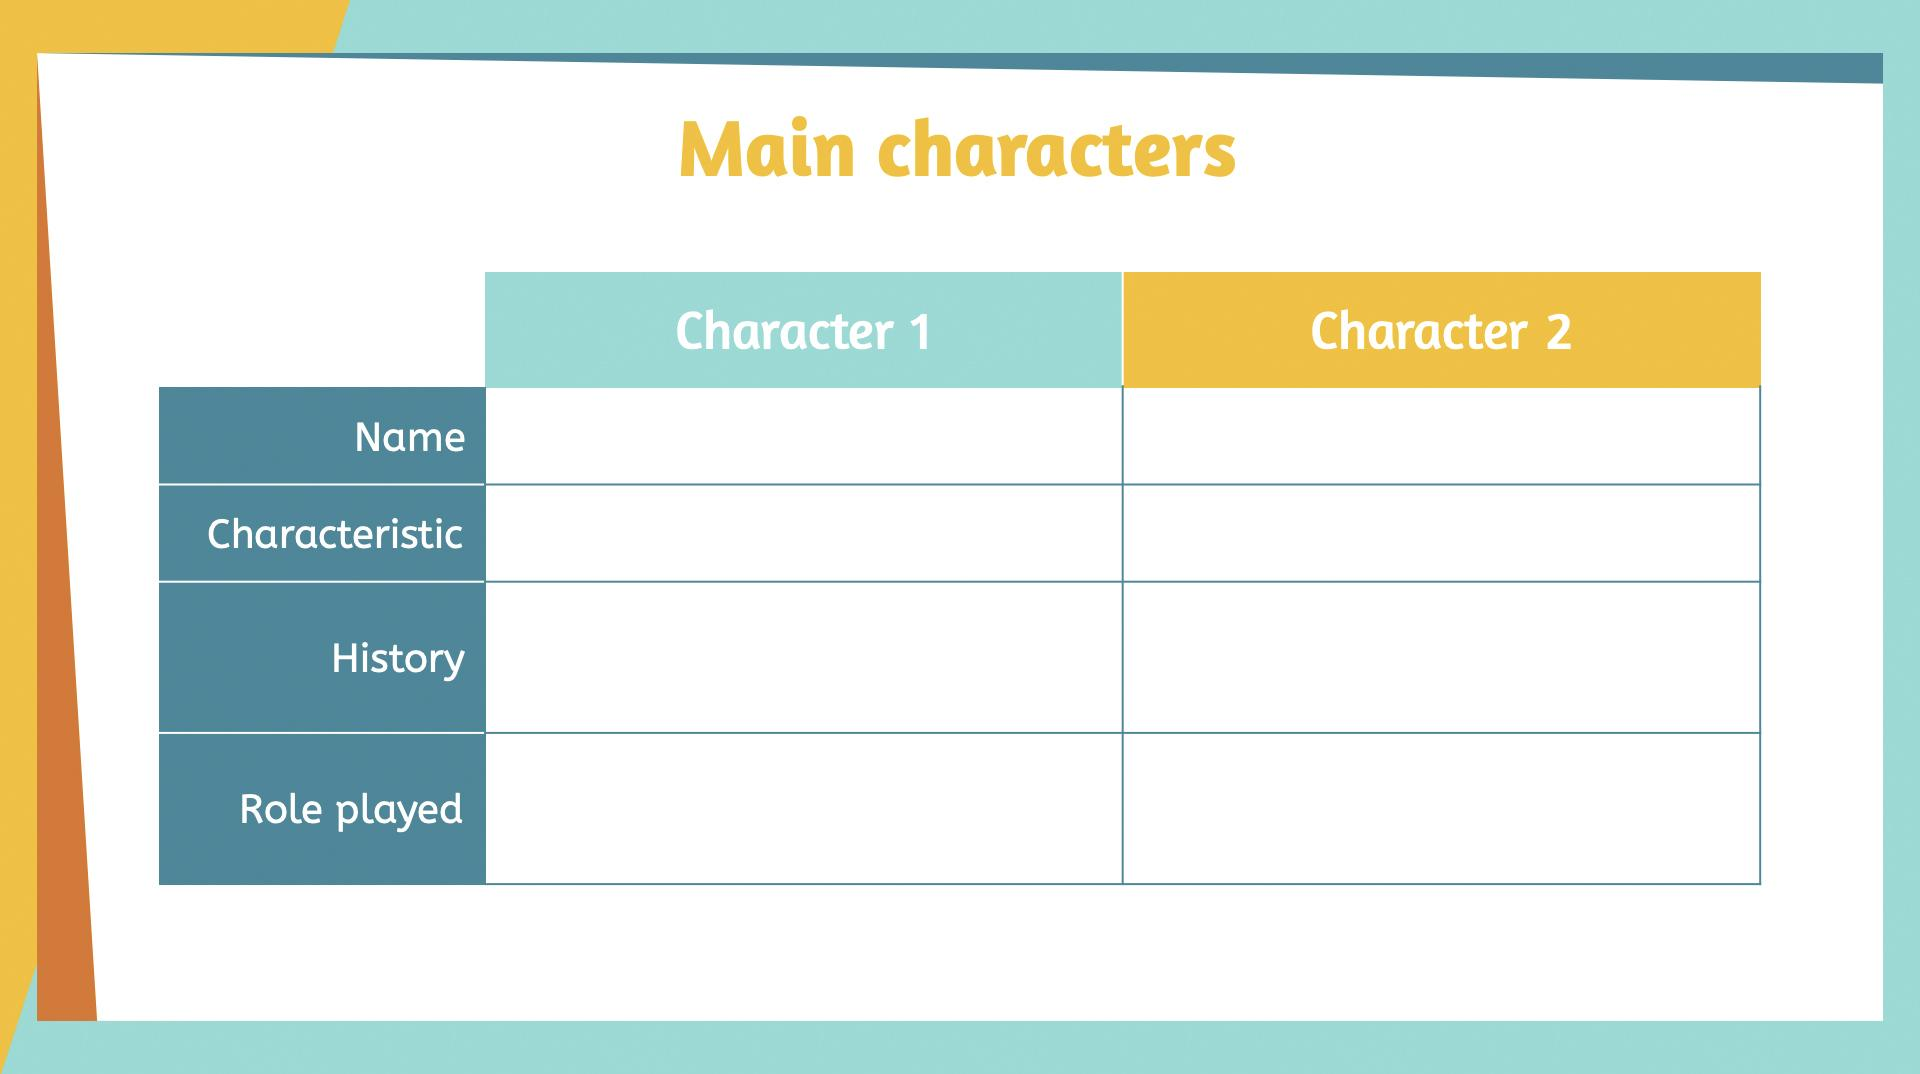 Main characters
Character 1
Character 2
Name
Characteristic
History
Role played